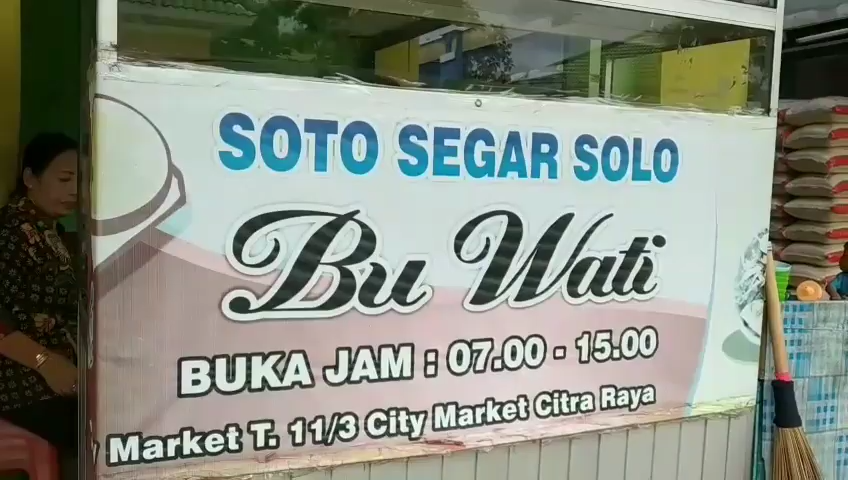 SOTO SEGAR SOLO
Bu Wati
BUKA JAM : 07.00 - 15.00
Market T. 11/3 City Market Citra Raya